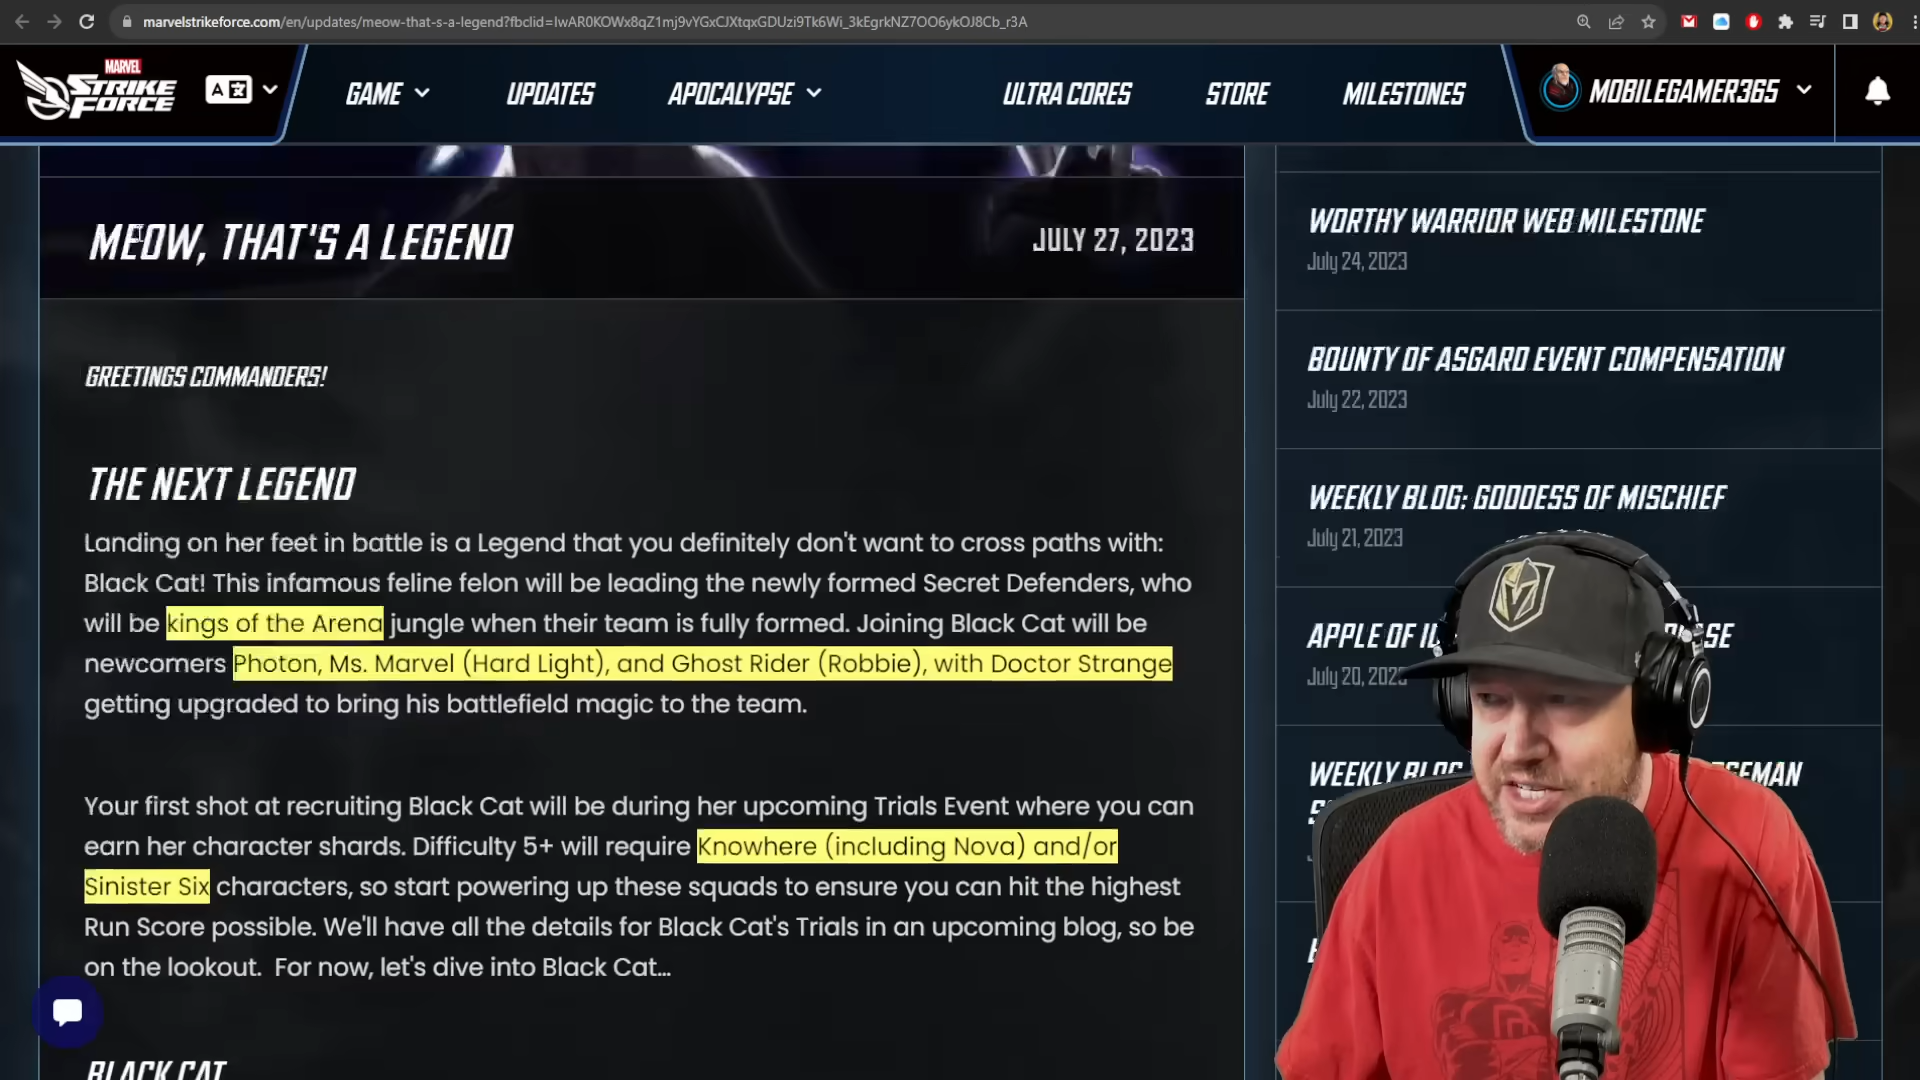 marvelstrikeforce.com/en/updates/meow-that-s-a-legend?fbclid=IwAR0KOWx8qZ1mj9vYGxCJXtqxGDUzi9Tk6Wi_3kEgrkNZ7OO6ykOJ8Cb_r3A
MARVEL
STRIKE
FORCE
A
GAME
UPDATES
APOCALYPSE
ULTRA CORES
STORE
MILESTONES
MOBILEGAMER365
MEOW, THAT'S A LEGEND
JULY 27, 2023
GREETINGS COMMANDERS!
THE NEXT LEGEND
Landing on her feet in battle is a Legend that you definitely don't want to cross paths with:
Black Cat! This infamous feline felon will be leading the newly formed Secret Defenders, who
will be kings of the Arena jungle when their team is fully formed. Joining Black Cat will be
newcomers Photon, Ms. Marvel (Hard Light), and Ghost Rider (Robbie), with Doctor Strange
getting upgraded to bring his battlefield magic to the team.
Your first shot at recruiting Black Cat will be during her upcoming Trials Event where you can
earn her character shards. Difficulty 5+ will require Knowhere (including Nova) and/or
Sinister Six characters, so start powering up these squads to ensure you can hit the highest
Run Score possible. We'll have all the details for Black Cat's Trials in an upcoming blog, so be
on the lookout.  For now, let's dive into Black Cat...
BLACK CAT
WORTHY WARRIOR WEB MILESTONE
July 24, 2023
BOUNTY OF ASGARD EVENT COMPENSATION
July 22, 2023
WEEKLY BLOG: GODDESS OF MISCHIEF
July 21, 2023
APPLE OF
July 20, 2023
WEEKLY